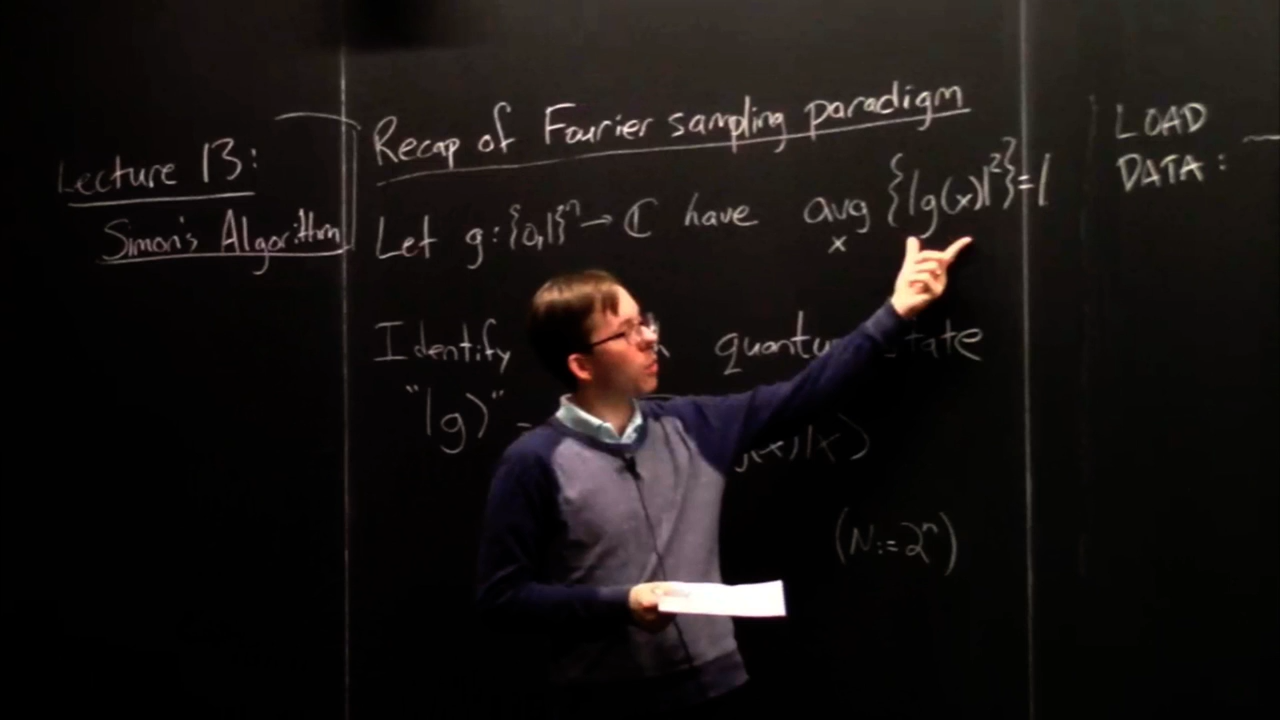 Lecture 13:
Simon's Algorithm
Recap of Fourier sampling paradigm
Let g:{0,1}ⁿ → ℂ have avg {|g(x)|²}=1
x
Identify quantum state
"|g⟩"
|x⟩
(N:=2ⁿ)
LOAD
DATA: